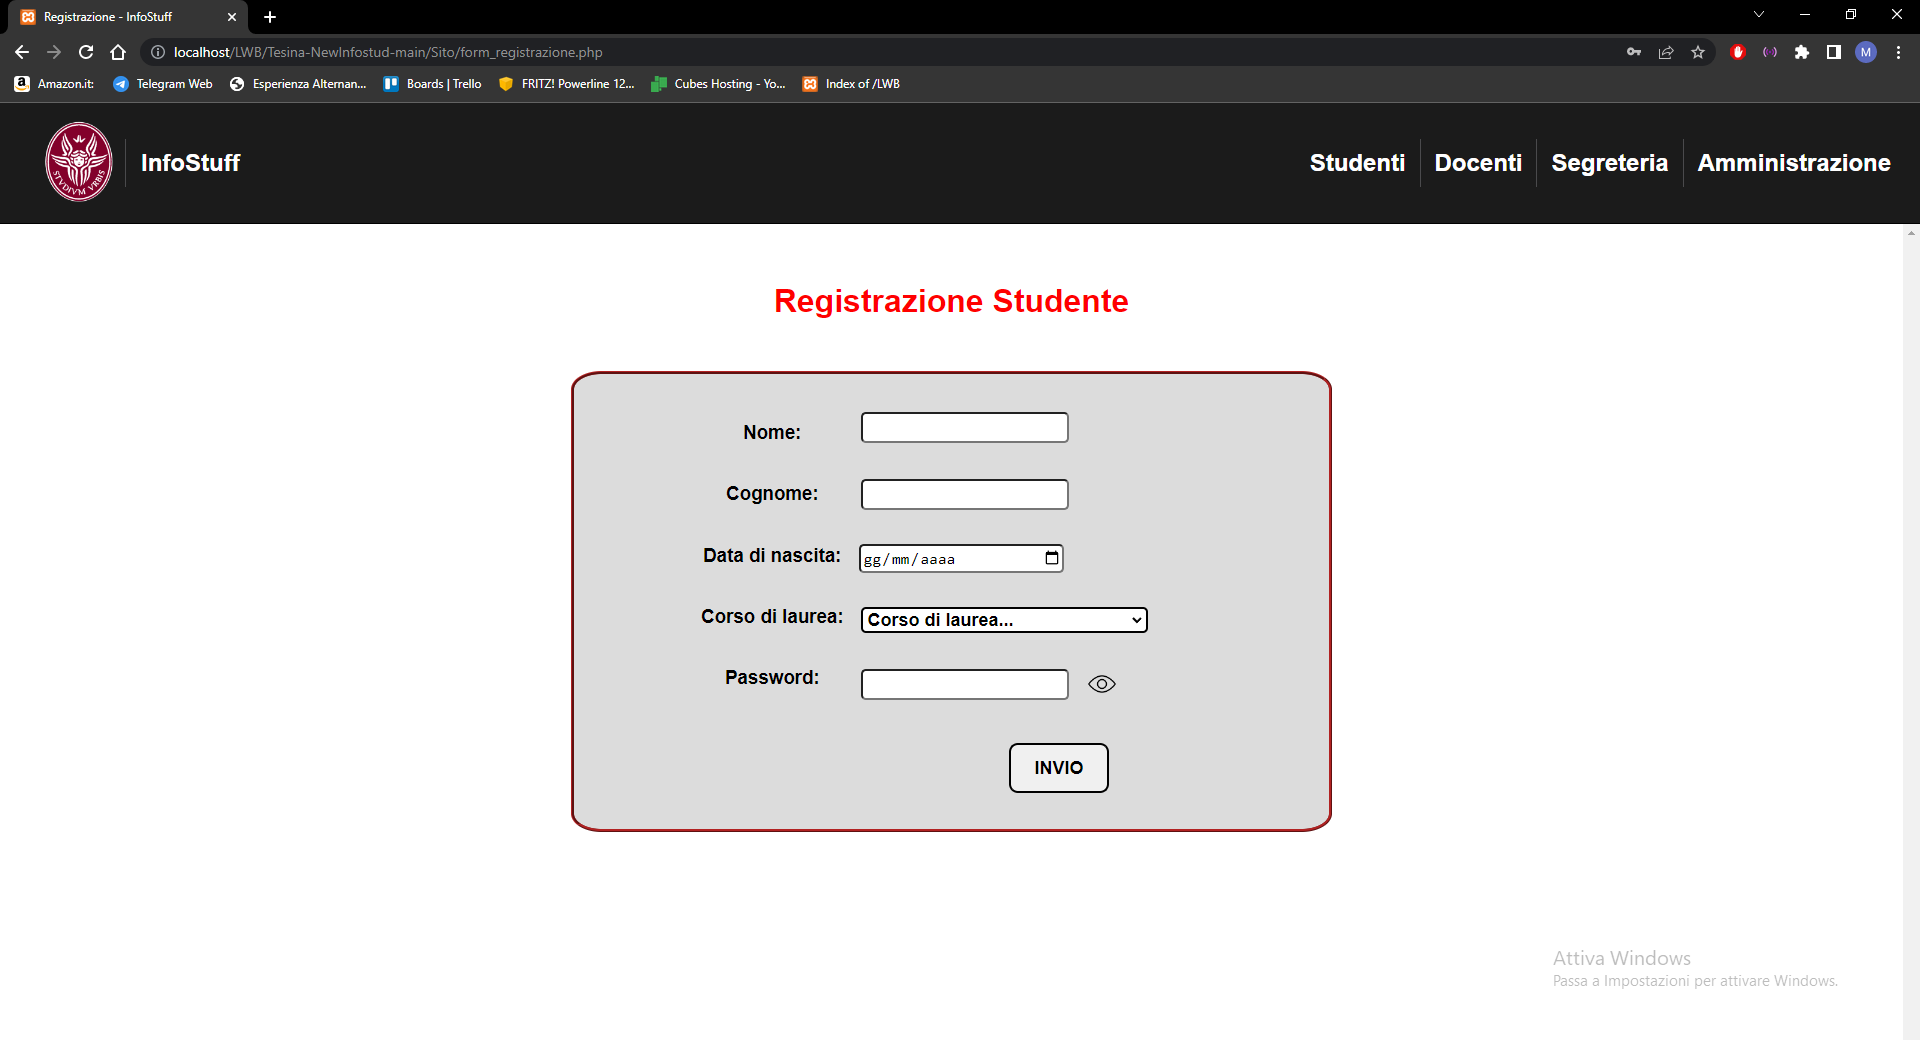 Registrazione - InfoStuff
localhost/LWB/Tesina-NewInfostud-main/Sito/form_registrazione.php
M
Amazon.it: Telegram Web Esperienza Alternan... Boards | Trello FRITZ! Powerline 12... Cubes Hosting - Yo... Index of /LWB
STVDIVM VRBIS
InfoStuff Studenti Docenti Segreteria Amministrazione
Registrazione Studente
Nome:
Cognome:
Data di nascita: gg/mm/aaaa
Corso di laurea: Corso di laurea...
Password:
INVIO
Attiva Windows
Passa a Impostazioni per attivare Windows.